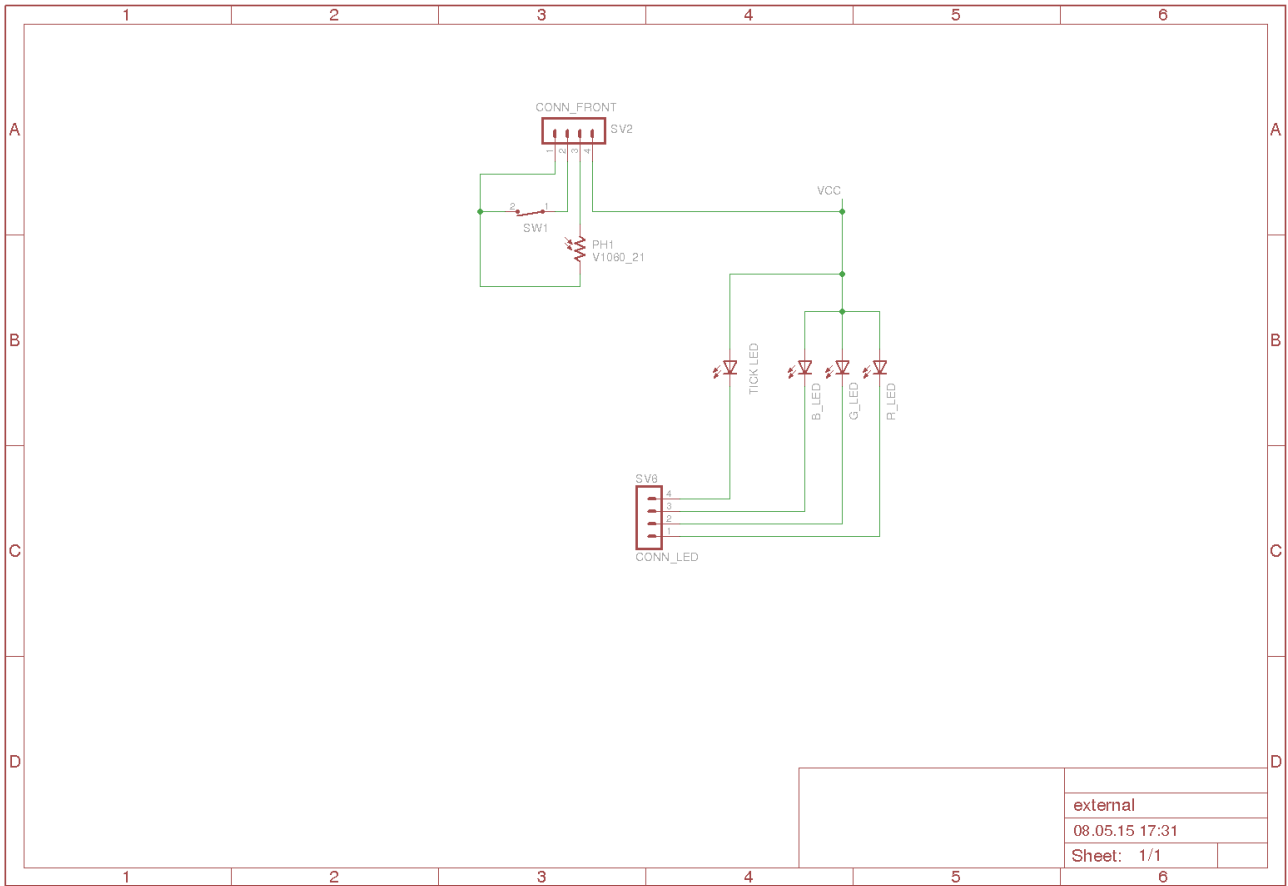 1 2 3 4 5 6
CONN_FRONT
A
SV2
A
1 2 3 4
VCC
2 1
SW1
PH1
V1060_21
B
B
TICK LED
B_LED
G_LED
R_LED
SV6
4
3
2
1
C
C
CONN_LED
D
D
external
08.05.15 17:31
Sheet: 1/1
1 2 3 4 5 6